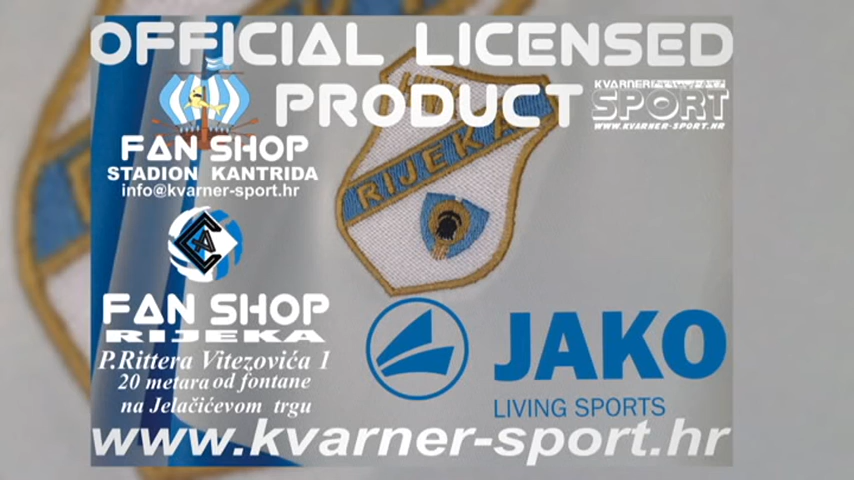 OFFICIAL LICENSED
PRODUCT
KVARNER
SPORT
WWW.KVARNER-SPORT.HR
FAN SHOP
STADION KANTRIDA
info@kvarner-sport.hr
RIJEKA
FAN SHOP
RIJEKA
P.Rittera Vitezovića 1
20 metara od fontane
na Jelačićevom trgu
JAKO
LIVING SPORTS
www.kvarner-sport.hr